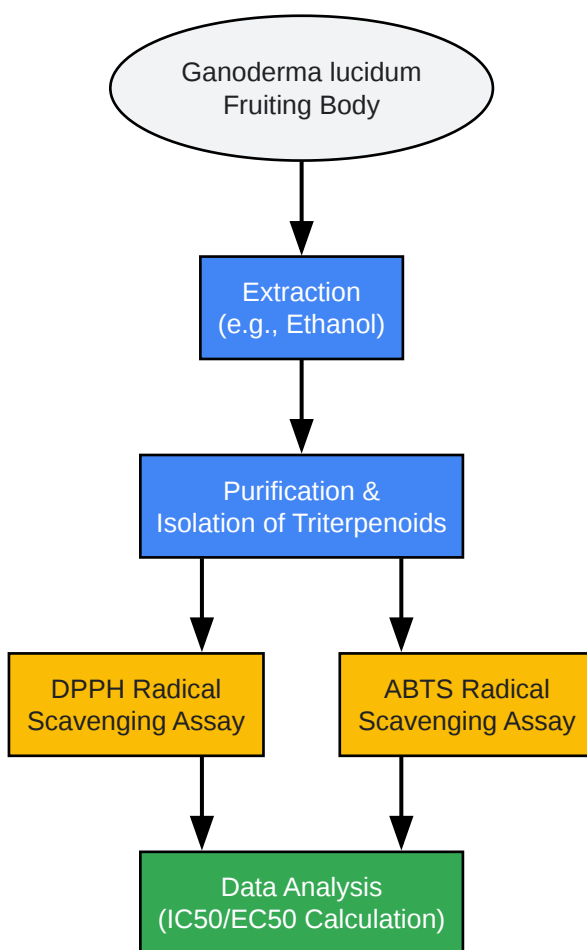 Ganoderma lucidum
Fruiting Body
Extraction
(e.g., Ethanol)
Purification &
Isolation of Triterpenoids
DPPH Radical
Scavenging Assay
ABTS Radical
Scavenging Assay
Data Analysis
(IC50/EC50 Calculation)